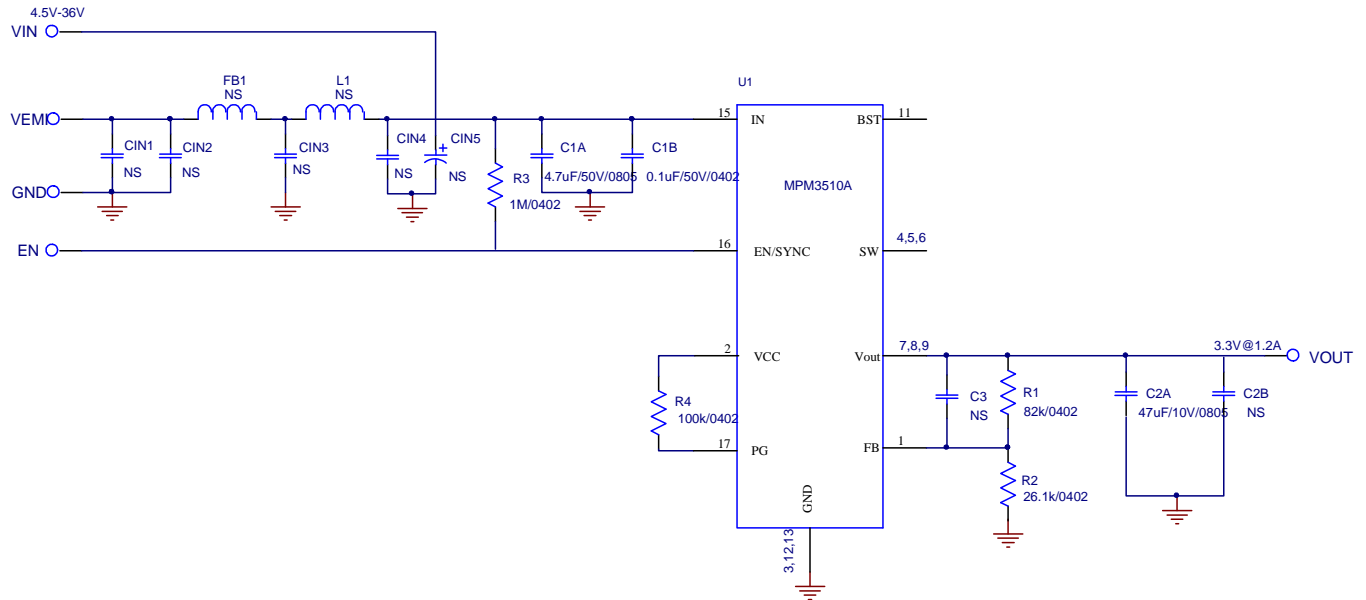 4.5V-36V
VIN
VEMI
GND
EN
FB1
NS
L1
NS
CIN1
NS
CIN2
NS
CIN3
NS
CIN4
NS
CIN5
+
NS
R3
1M/0402
C1A
4.7uF/50V/0805
C1B
0.1uF/50V/0402
U1
MPM3510A
15
IN
16
EN/SYNC
2
VCC
17
PG
R4
100k/0402
BST
11
SW
4,5,6
Vout
7,8,9
FB
1
GND
3,12,13
C3
NS
R1
82k/0402
R2
26.1k/0402
C2A
47uF/10V/0805
C2B
NS
3.3V@1.2A
VOUT